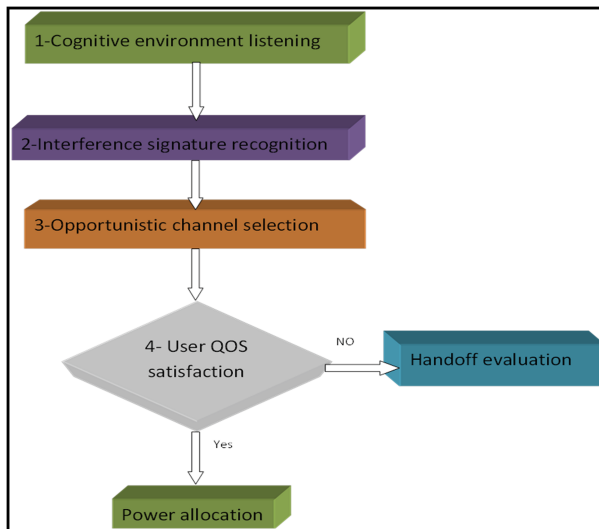 1-Cognitive environment listening
2-Interference signature recognition
3-Opportunistic channel selection
4- User QOS
satisfaction
NO
Handoff evaluation
Yes
Power allocation